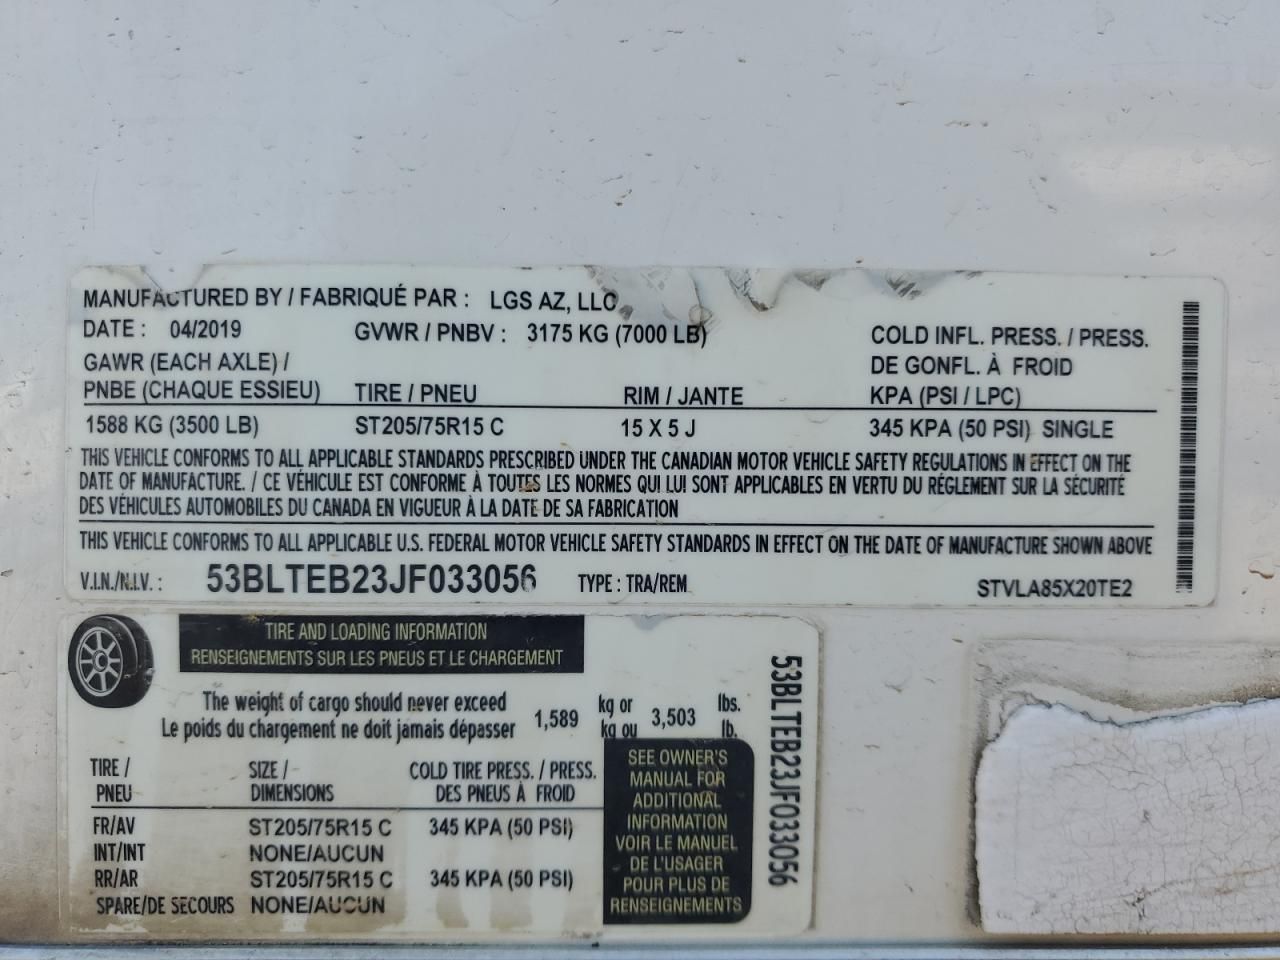 MANUFACTURED BY / FABRIQUÉ PAR : LGS AZ, LLC
DATE : 04/2019 GVWR / PNBV : 3175 KG (7000 LB)
COLD INFL. PRESS. / PRESS.
GAWR (EACH AXLE) / DE GONFL. À FROID
PNBE (CHAQUE ESSIEU) TIRE / PNEU RIM / JANTE KPA (PSI / LPC)
1588 KG (3500 LB) ST205/75R15 C 15 X 5 J 345 KPA (50 PSI) SINGLE
THIS VEHICLE CONFORMS TO ALL APPLICABLE STANDARDS PRESCRIBED UNDER THE CANADIAN MOTOR VEHICLE SAFETY REGULATIONS IN EFFECT ON THE
DATE OF MANUFACTURE. / CE VÉHICULE EST CONFORME À TOUTES LES NORMES QUI LUI SONT APPLICABLES EN VERTU DU RÉGLEMENT SUR LA SÉCURITÉ
DES VÉHICULES AUTOMOBILES DU CANADA EN VIGUEUR À LA DATE DE SA FABRICATION
THIS VEHICLE CONFORMS TO ALL APPLICABLE U.S. FEDERAL MOTOR VEHICLE SAFETY STANDARDS IN EFFECT ON THE DATE OF MANUFACTURE SHOWN ABOVE
V.I.N./N.I.V. : 53BLTEB23JF033056 TYPE : TRA/REM STVLA85X20TE2
TIRE AND LOADING INFORMATION
RENSEIGNEMENTS SUR LES PNEUS ET LE CHARGEMENT
The weight of cargo should never exceed kg or lbs.
Le poids du chargement ne doit jamais dépasser 1,589 kg ou 3,503 lb.
TIRE / SIZE / COLD TIRE PRESS. / PRESS.
PNEU DIMENSIONS DES PNEUS À FROID
FR/AV ST205/75R15 C 345 KPA (50 PSI)
INT/INT NONE/AUCUN
RR/AR ST205/75R15 C 345 KPA (50 PSI)
SPARE/DE SECOURS NONE/AUCUN
SEE OWNER'S
MANUAL FOR
ADDITIONAL
INFORMATION
VOIR LE MANUEL
DE L'USAGER
POUR PLUS DE
RENSEIGNEMENTS
53BLTEB23JF033056